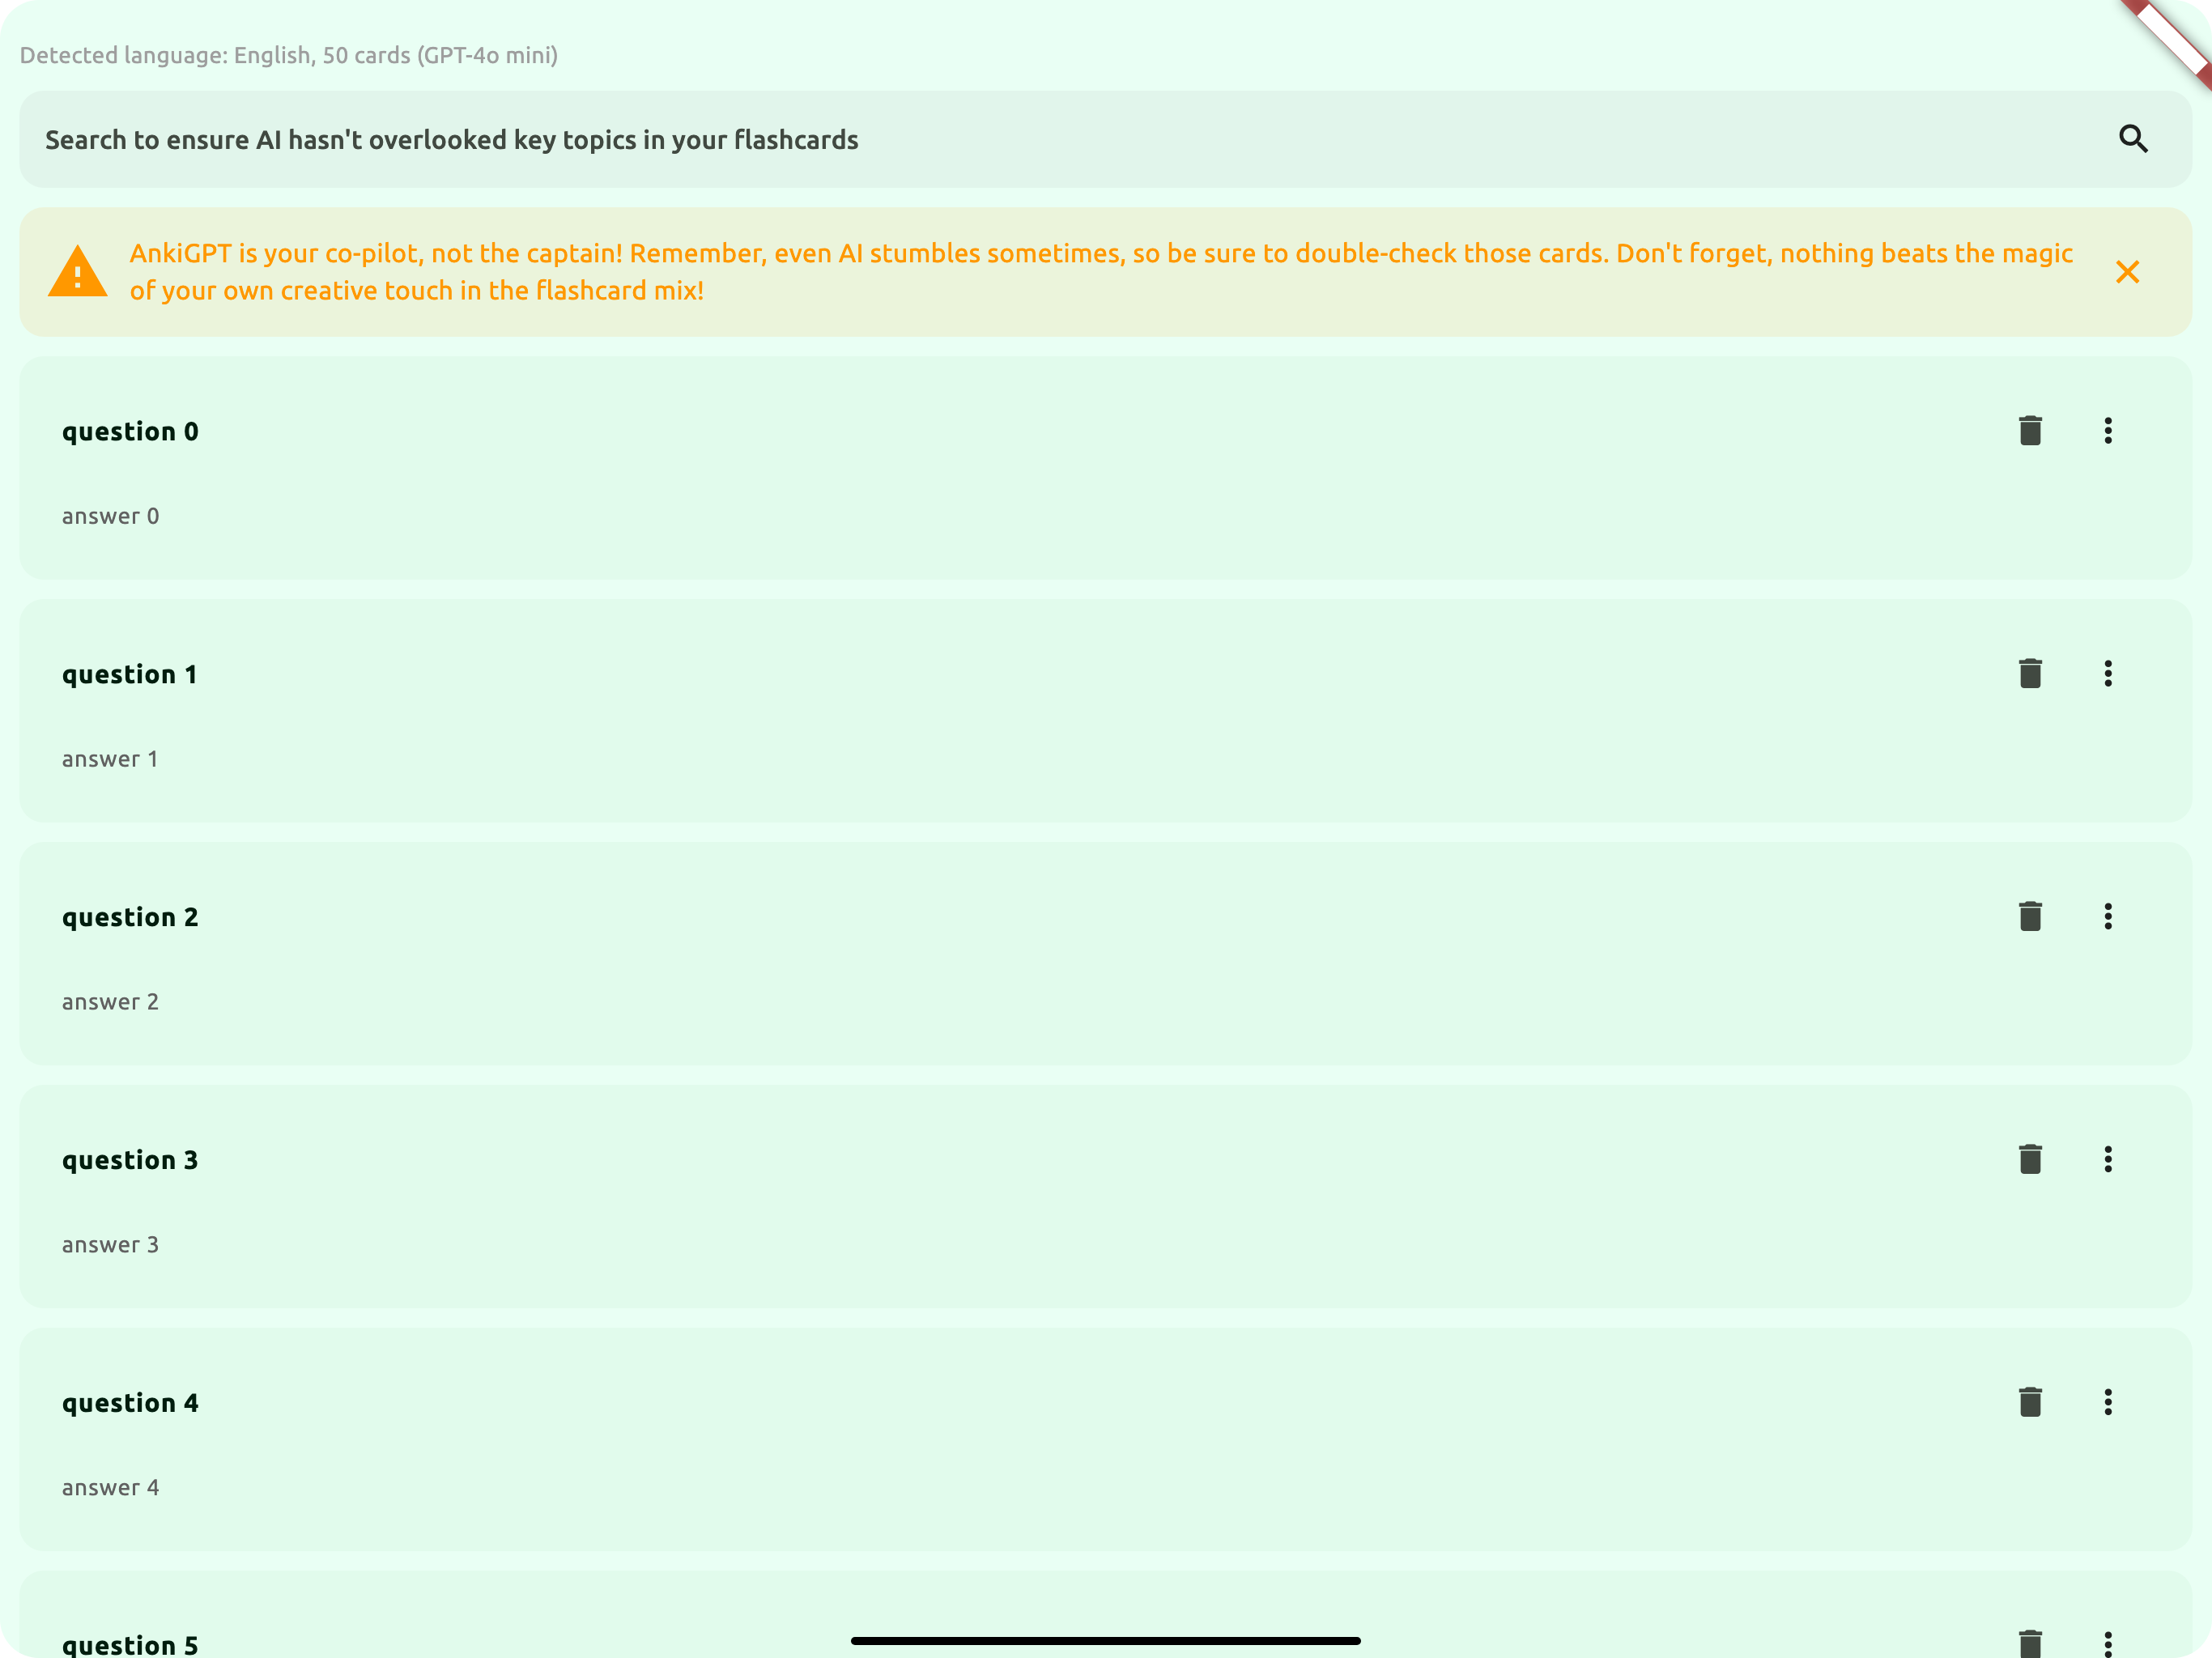 Detected language: English, 50 cards (GPT-4o mini)
Search to ensure AI hasn't overlooked key topics in your flashcards
AnkiGPT is your co-pilot, not the captain! Remember, even AI stumbles sometimes, so be sure to double-check those cards. Don't forget, nothing beats the magic
of your own creative touch in the flashcard mix!
question 0
answer 0
question 1
answer 1
question 2
answer 2
question 3
answer 3
question 4
answer 4
question 5